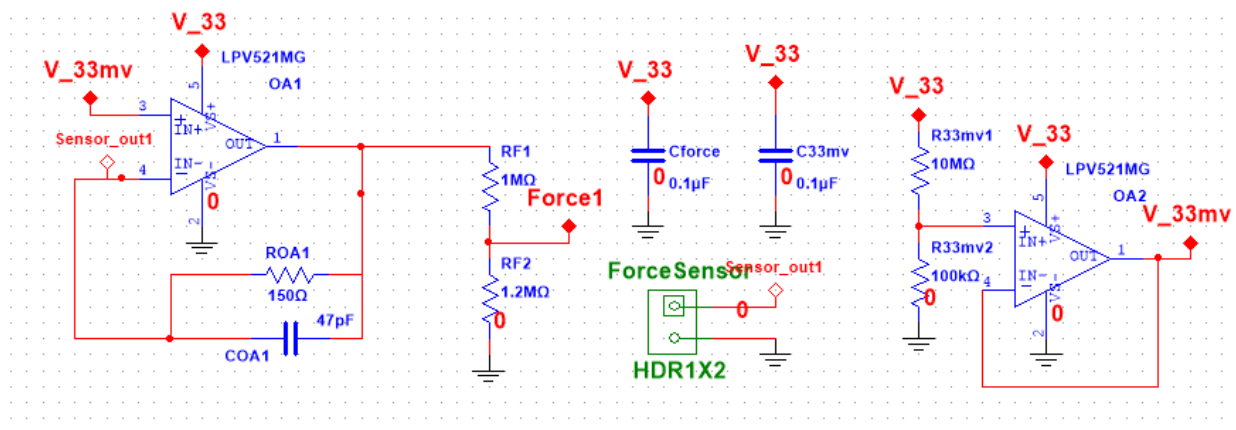 V_33
LPV521MG
OA1
V_33mv
3
5
VS+
IN+
Sensor_out1
OUT
1
4
IN-
VS-
0
2
ROA1
150Ω
47pF
COA1
RF1
1MΩ
Force1
RF2
1.2MΩ
0
V_33
Cforce
0
0.1µF
V_33
C33mv
0
0.1µF
ForceSensor
Sensor_out1
0
HDR1X2
V_33
R33mv1
10MΩ
V_33
LPV521MG
OA2
V_33mv
3
5
VS+
IN+
OUT
1
R33mv2
100kΩ
0
4
IN-
VS-
0
2